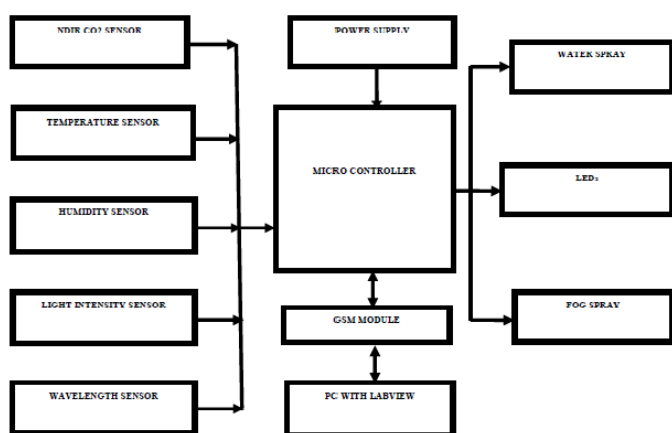 NDIR CO2 SENSOR
POWER SUPPLY
WATER SPRAY
TEMPERATURE SENSOR
MICRO CONTROLLER
LEDs
HUMIDITY SENSOR
LIGHT INTENSITY SENSOR
GSM MODULE
FOG SPRAY
WAVELENGTH SENSOR
PC WITH LABVIEW